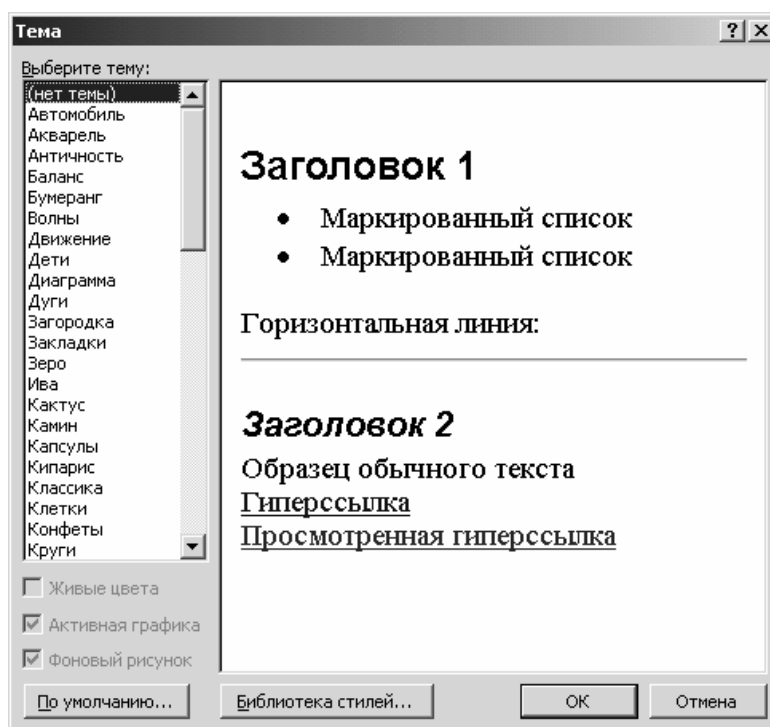 Тема
Выберите тему:
(нет темы)
Автомобиль
Акварель
Античность
Баланс
Бумеранг
Волны
Движение
Дети
Диаграмма
Дуги
Загородка
Закладки
Зеро
Ива
Кактус
Камин
Капсулы
Кипарис
Классика
Клетки
Конфеты
Круги
Живые цвета
Активная графика
Фоновый рисунок
Заголовок 1
• Маркированный список
• Маркированный список
Горизонтальная линия:
Заголовок 2
Образец обычного текста
Гиперссылка
Просмотренная гиперссылка
По умолчанию...
Библиотека стилей...
ОК
Отмена